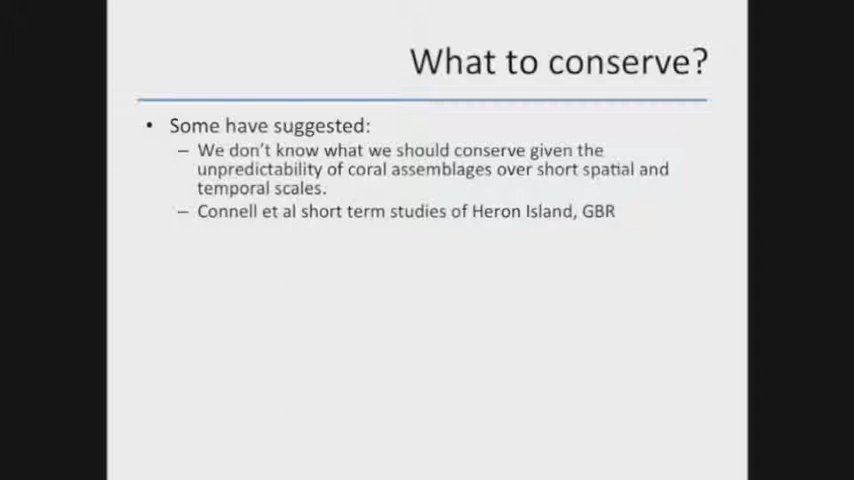 What to conserve?
• Some have suggested:
– We don't know what we should conserve given the
unpredictability of coral assemblages over short spatial and
temporal scales.
– Connell et al short term studies of Heron Island, GBR